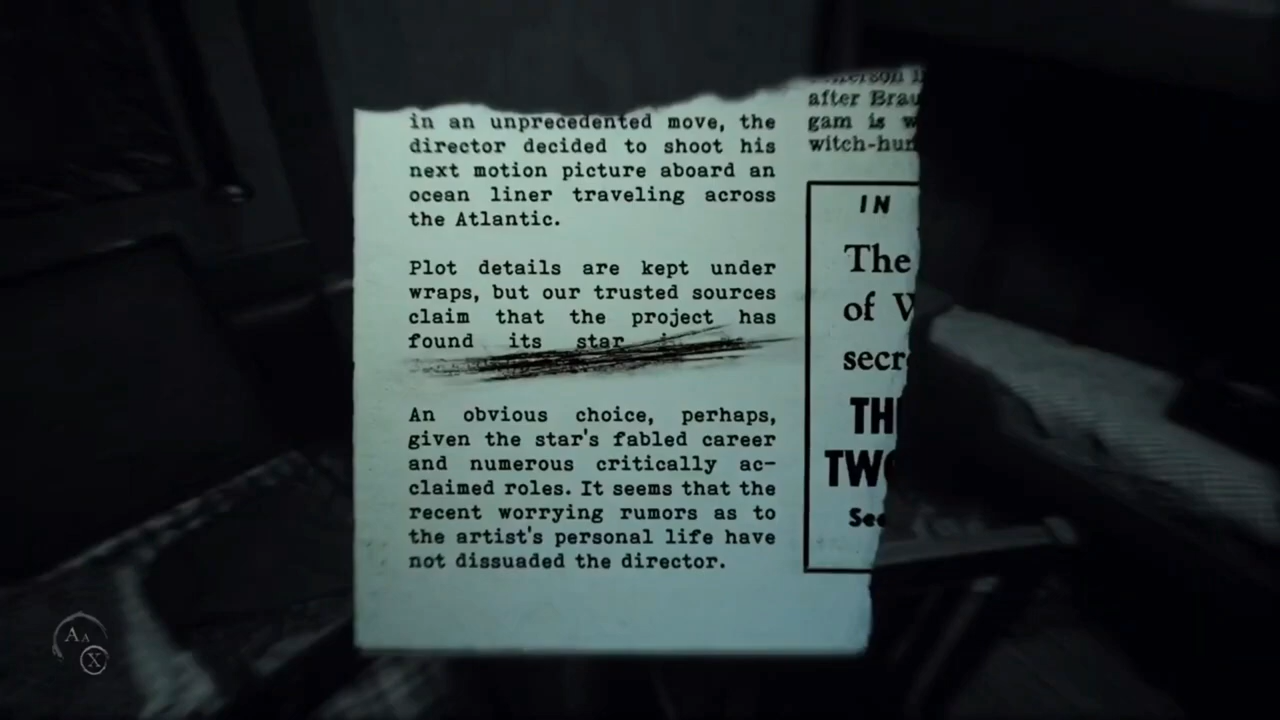 in an unprecedented move, the
director decided to shoot his
next motion picture aboard an
ocean liner traveling across
the Atlantic.
Plot details are kept under
wraps, but our trusted sources
claim that the project has
found its star
An obvious choice, perhaps,
given the star's fabled career
and numerous critically ac-
claimed roles. It seems that the
recent worrying rumors as to
the artist's personal life have
not dissuaded the director.
after Brau
gam is w
witch-hun
IN
The
of W
secr
TH
TWO
See
AA
X